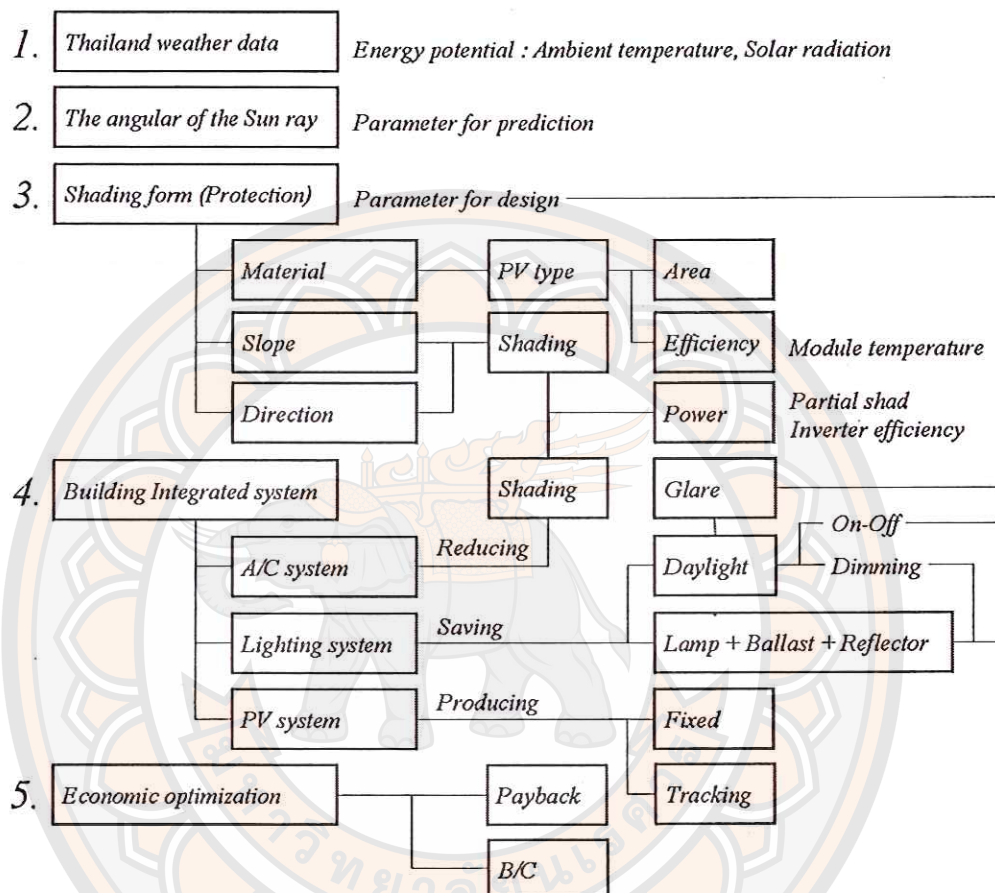 1. Thailand weather data Energy potential : Ambient temperature, Solar radiation
2. The angular of the Sun ray Parameter for prediction
3. Shading form (Protection) Parameter for design
Material PV type Area
Slope Shading Efficiency Module temperature
Direction Power Partial shad
Inverter efficiency
4. Building Integrated system Shading Glare
On-Off
A/C system Reducing Daylight Dimming
Lighting system Saving Lamp + Ballast + Reflector
PV system Producing Fixed
5. Economic optimization Payback Tracking
B/C